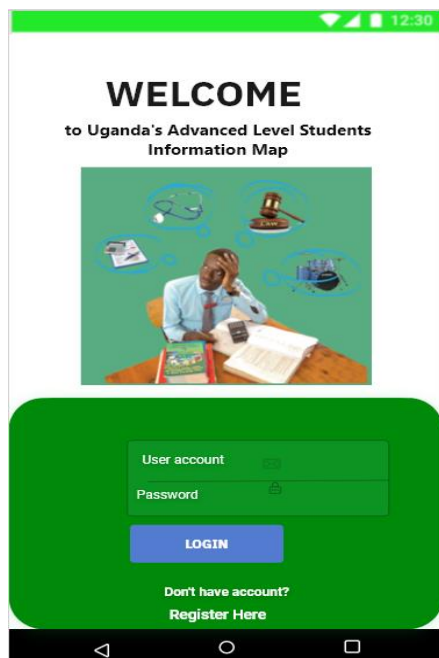 12:30
WELCOME
to Uganda's Advanced Level Students
Information Map
LAW
User account
Password
LOGIN
Don't have account?
Register Here